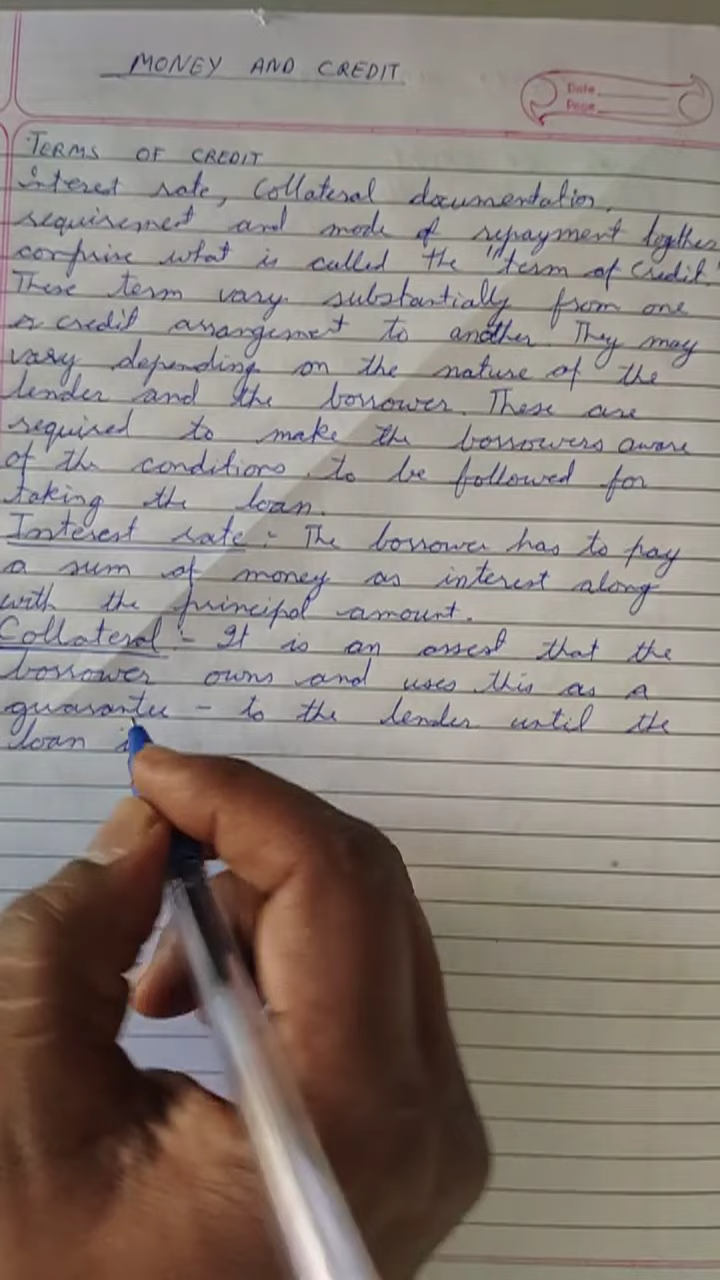 MONEY AND CREDIT
Date
Page
TERMS OF CREDIT
Interest rate, Collateral documentation,
requirement and mode of repayment together
comprise what is called the "term of Credit."
These term vary substantially from one
credit arrangement to another. They may
vary depending on the nature of the
lender and the borrower. These are
required to make the borrowers aware
of the conditions to be followed for
taking the loan.
Interest rate :- The borrower has to pay
a sum of money as interest along
with the principal amount.
Collateral :- It is an assest that the
borrower owns and uses this as a
guarantee - to the lender until the
loan i